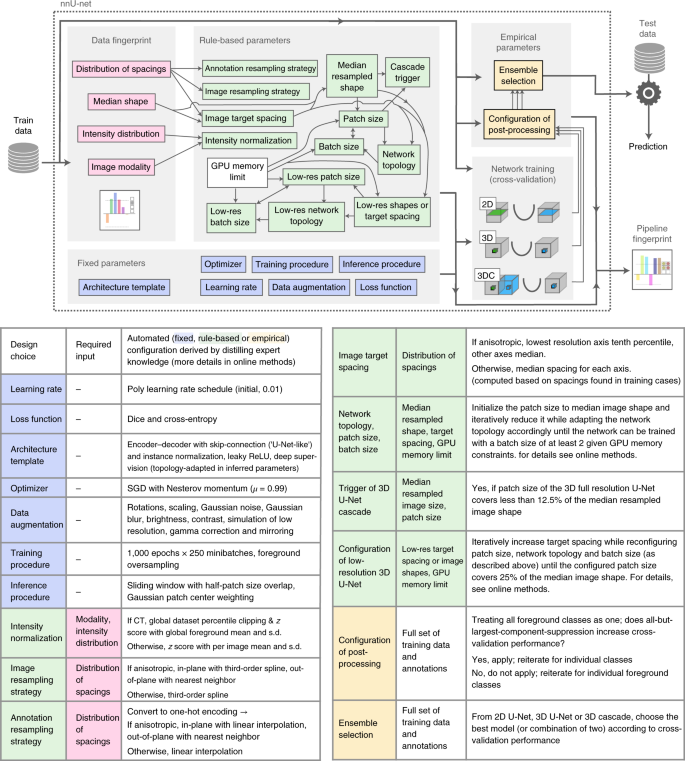 nnU-net
Data fingerprint
Distribution of spacings
Median shape
Intensity distribution
Image modality
Train
data
Rule-based parameters
Annotation resampling strategy
Image resampling strategy
Image target spacing
Intensity normalization
Median
resampled
shape
Cascade
trigger
Patch size
Batch size
Network
topology
GPU memory
limit
Low-res patch size
Low-res
batch size
Low-res network
topology
Low-res shapes or
target spacing
Empirical
parameters
Ensemble
selection
Configuration of
post-processing
Test
data
Prediction
Network training
(cross-validation)
2D
3D
3DC
Pipeline
fingerprint
Fixed parameters
Architecture template
Optimizer
Training procedure
Inference procedure
Learning rate
Data augmentation
Loss function
Design
choice
Required
input
Automated (fixed, rule-based or empirical)
configuration derived by distilling expert
knowledge (more details in online methods)
Learning rate
–
Poly learning rate schedule (initial, 0.01)
Loss function
–
Dice and cross-entropy
Architecture
template
–
Encoder–decoder with skip-connection ('U-Net-like')
and instance normalization, leaky ReLU, deep super-
vision (topology-adapted in inferred parameters)
Optimizer
–
SGD with Nesterov momentum (μ = 0.99)
Data
augmentation
–
Rotations, scaling, Gaussian noise, Gaussian
blur, brightness, contrast, simulation of low
resolution, gamma correction and mirroring
Training
procedure
–
1,000 epochs × 250 minibatches, foreground
oversampling
Inference
procedure
–
Sliding window with half-patch size overlap,
Gaussian patch center weighting
Intensity
normalization
Modality,
intensity
distribution
If CT, global dataset percentile clipping & z
score with global foreground mean and s.d.
Otherwise, z score with per image mean and s.d.
Image
resampling
strategy
Distribution
of spacings
If anisotropic, in-plane with third-order spline, out-
of-plane with nearest neighbor
Otherwise, third-order spline
Annotation
resampling
strategy
Distribution
of spacings
Convert to one-hot encoding →
If anisotropic, in-plane with linear interpolation,
out-of-plane with nearest neighbor
Otherwise, linear interpolation
Image target
spacing
Distribution
of spacings
If anisotropic, lowest resolution axis tenth percentile,
other axes median.
Otherwise, median spacing for each axis.
(computed based on spacings found in training cases)
Network
topology,
patch size,
batch size
Median
resampled
shape, target
spacing, GPU
memory limit
Initialize the patch size to median image shape and
iteratively reduce it while adapting the network
topology accordingly until the network can be trained
with a batch size of at least 2 given GPU memory
constraints. for details see online methods.
Trigger of 3D
U-Net
cascade
Median
resampled
image size,
patch size
Yes, if patch size of the 3D full resolution U-Net
covers less than 12.5% of the median resampled
image shape
Configuration
of low-
resolution 3D
U-Net
Low-res target
spacing or image
shapes, GPU
memory limit
Iteratively increase target spacing while reconfiguring
patch size, network topology and batch size (as
described above) until the configured patch size
covers 25% of the median image shape. For details,
see online methods.
Configuration
of post-
processing
Full set of
training data
and
annotations
Treating all foreground classes as one; does all-but-
largest-component-suppression increase cross-
validation performance?
Yes, apply; reiterate for individual classes
No, do not apply; reiterate for individual foreground
classes
Ensemble
selection
Full set of
training data
and
annotations
From 2D U-Net, 3D U-Net or 3D cascade, choose the
best model (or combination of two) according to cross-
validation performance